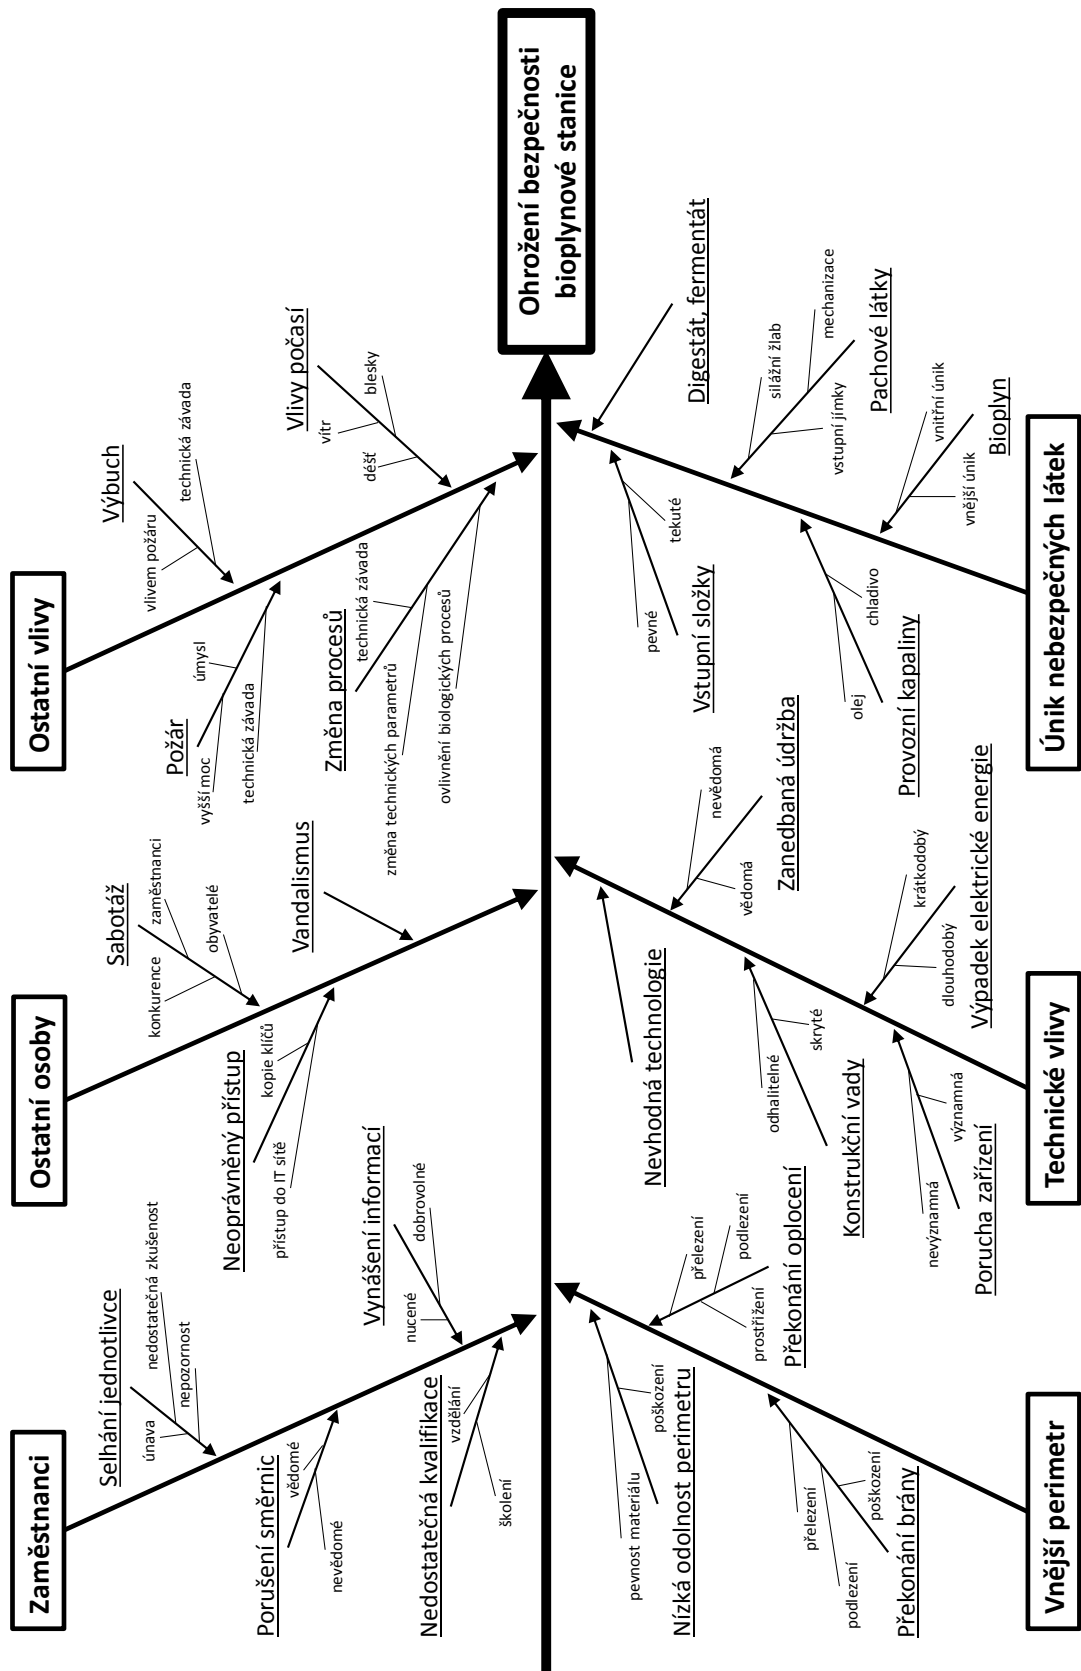 Zaměstnanci
Selhání jednotlivce
únava
nedostatečná zkušenost
nepozornost
Porušení směrnic
vědomé
nevědomé
Vynášení informací
nucené
dobrovolné
Nedostatečná kvalifikace
vzdělání
školení
Ostatní osoby
Sabotáž
konkurence
zaměstnanci
obyvatelé
Neoprávněný přístup
kopie klíčů
přístup do IT sítě
Vandalismus
Ostatní vlivy
Výbuch
vlivem požáru
technická závada
Požár
vyšší moc
úmysl
technická závada
Vlivy počasí
vítr
déšť
blesky
Změna procesů
technická závada
změna technických parametrů
ovlivnění biologických procesů
Ohrožení bezpečnosti
bioplynové stanice
Nízká odolnost perimetru
pevnost materiálu
poškození
Překonání oplocení
přelezení
podlezení
prostřižení
Překonání brány
přelezení
podlezení
poškození
Vnější perimetr
Nevhodná technologie
Zanedbaná údržba
nevědomá
vědomá
Konstrukční vady
odhalitelné
skryté
Výpadek elektrické energie
krátkodobý
dlouhodobý
Porucha zařízení
nevýznamná
významná
Technické vlivy
Digestát, fermentát
Vstupní složky
pevné
tekuté
Pachové látky
silážní žlab
mechanizace
vstupní jímky
Provozní kapaliny
olej
chladivo
Bioplyn
vnitřní únik
vnější únik
Únik nebezpečných látek